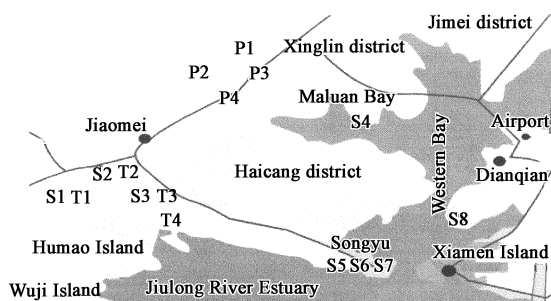 Jimei district
P1
Xinglin district
P2
P3
P4
Maluan Bay
Jiaomei
S4
Airport
S2
T2
Haicang district
Western Bay
Dianqian
S1
T1
S3
T3
T4
S8
Humao Island
Songyu
Xiamen Island
S5 S6 S7
Wuji Island
Jiulong River Estuary